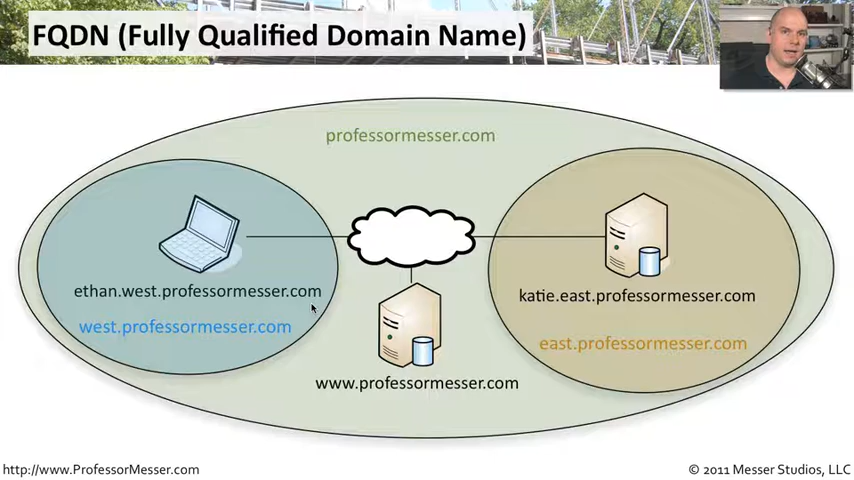 FQDN (Fully Qualified Domain Name)
professormesser.com
ethan.west.professormesser.com
west.professormesser.com
katie.east.professormesser.com
east.professormesser.com
www.professormesser.com
http://www.ProfessorMesser.com
© 2011 Messer Studios, LLC